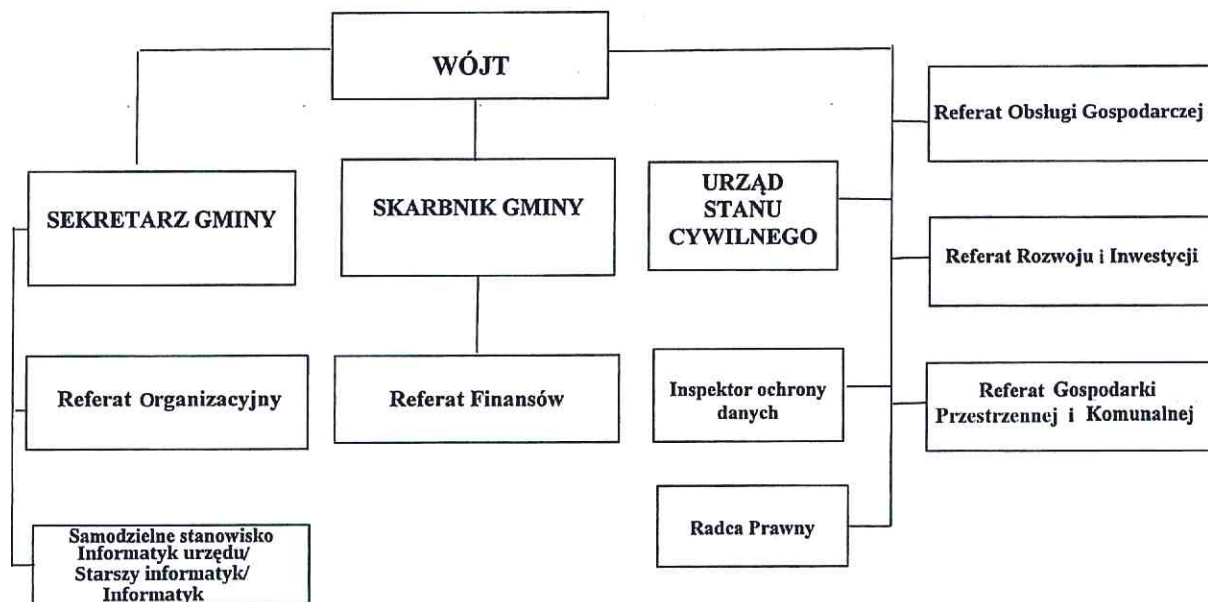 WÓJT
Referat Obsługi Gospodarczej
SEKRETARZ GMINY
SKARBNIK GMINY
URZĄD
STANU
CYWILNEGO
Referat Rozwoju i Inwestycji
Referat Organizacyjny
Referat Finansów
Inspektor ochrony
danych
Referat Gospodarki
Przestrzennej i Komunalnej
Radca Prawny
Samodzielne stanowisko
Informatyk urzędu/
Starszy informatyk/
Informatyk